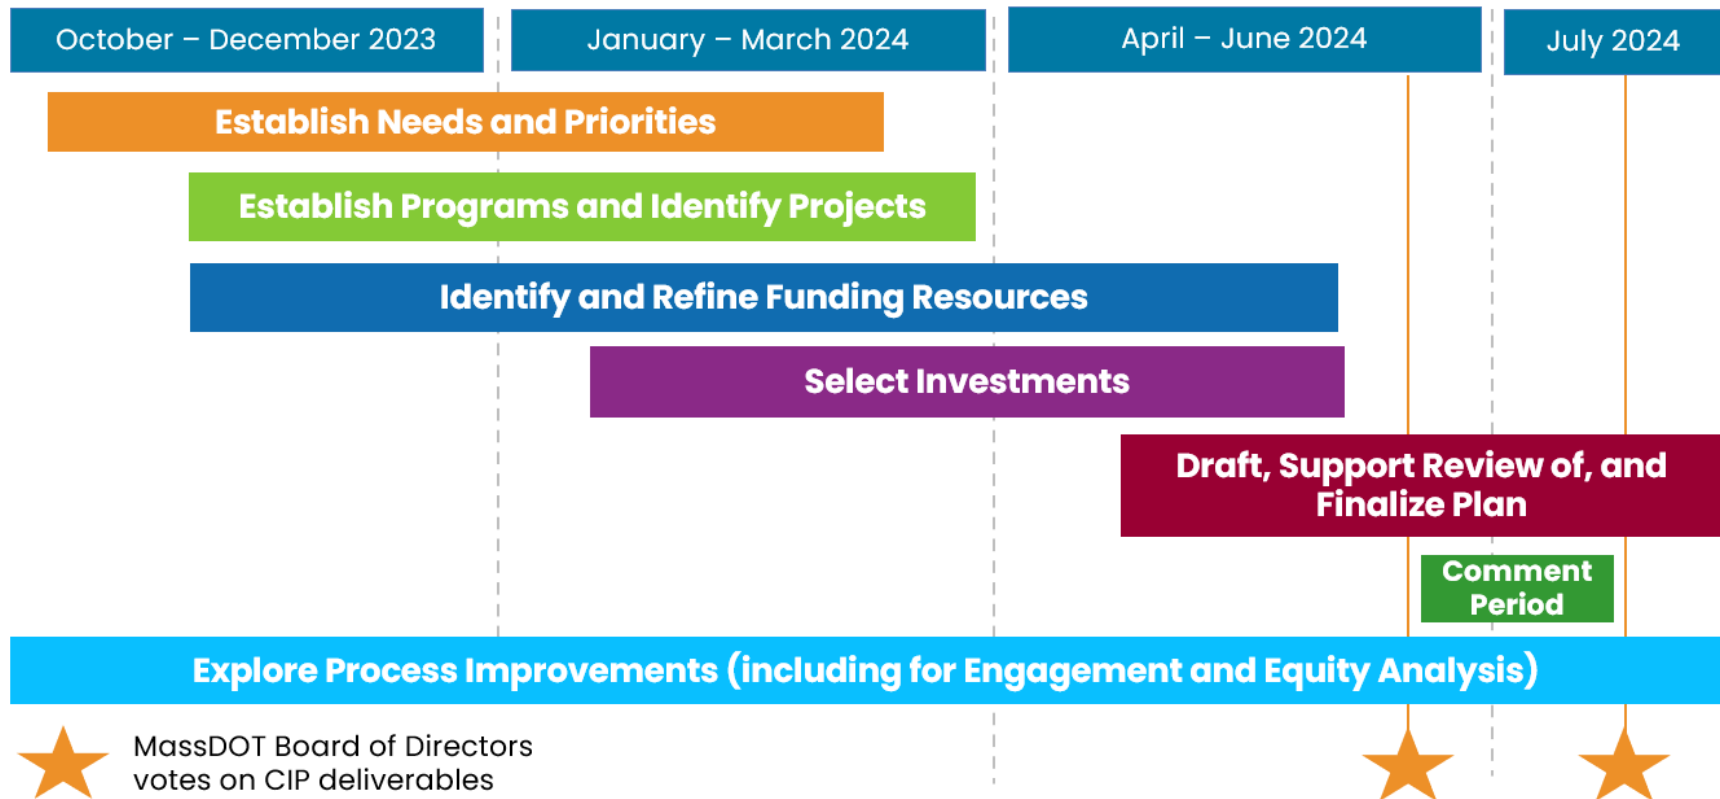 October – December 2023
January – March 2024
April – June 2024
July 2024
Establish Needs and Priorities
Establish Programs and Identify Projects
Identify and Refine Funding Resources
Select Investments
Draft, Support Review of, and
Finalize Plan
Comment
Period
Explore Process Improvements (including for Engagement and Equity Analysis)
MassDOT Board of Directors
votes on CIP deliverables